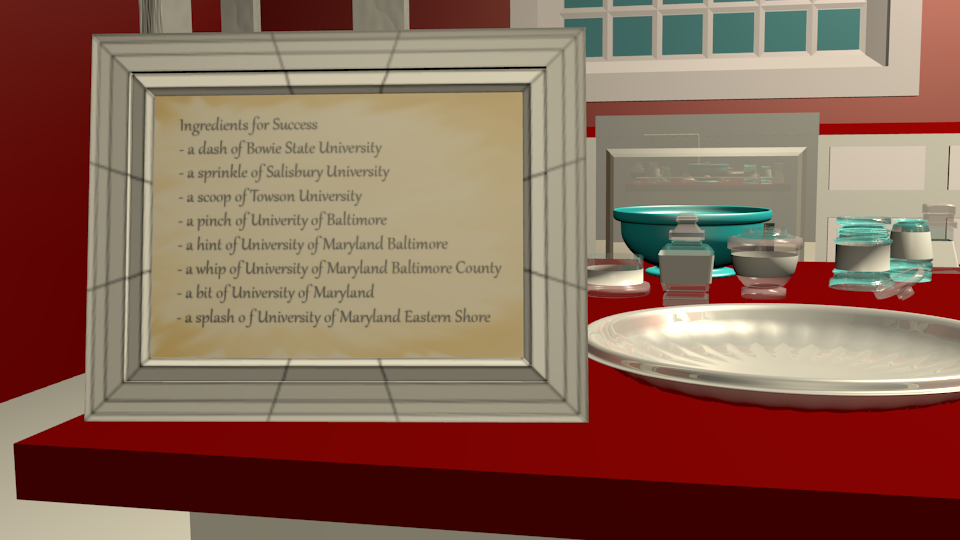 Ingredients for Success
- a dash of Bowie State University
- a sprinkle of Salisbury University
- a scoop of Towson University
- a pinch of Univerity of Baltimore
- a hint of University of Maryland Baltimore
- a whip of University of Maryland Baltimore County
- a bit of University of Maryland
- a splash o f University of Maryland Eastern Shore